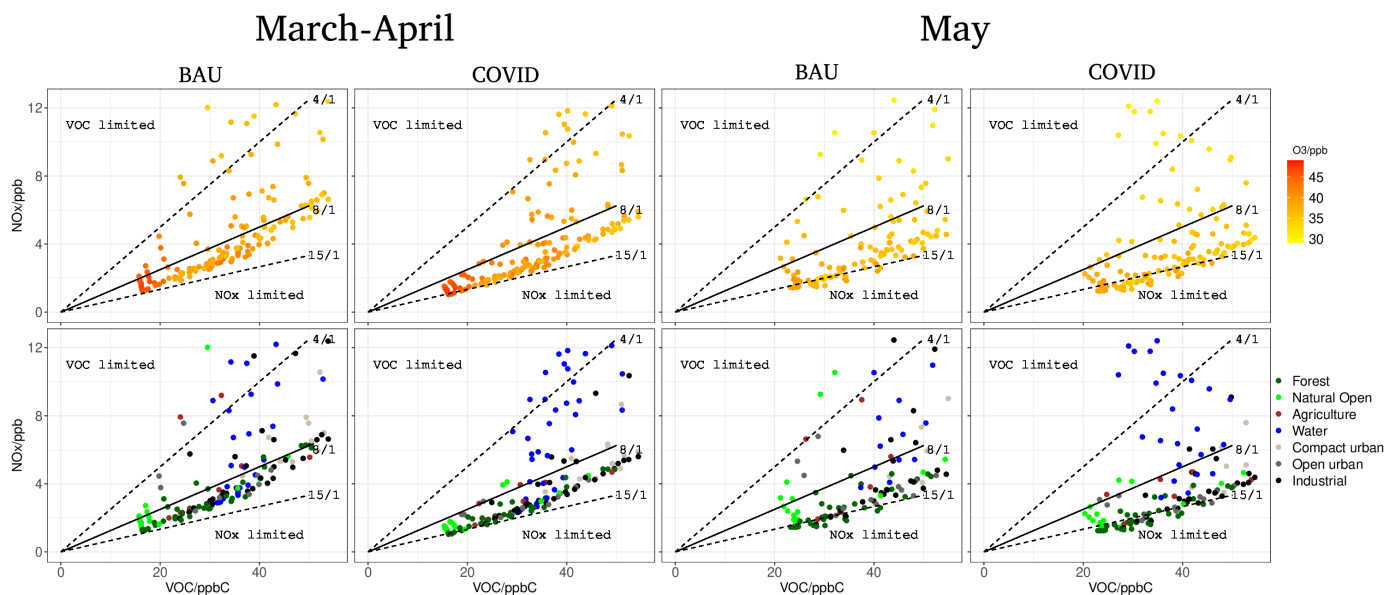 March-April May
BAU COVID BAU COVID
NOx/ppb
12
8
4
0
VOC limited
4/1
8/1
15/1
NOx limited
VOC limited
4/1
8/1
15/1
NOx limited
VOC limited
4/1
8/1
15/1
NOx limited
VOC limited
4/1
8/1
15/1
NOx limited
O3/ppb
45
40
35
30
NOx/ppb
12
8
4
0
VOC limited
4/1
8/1
15/1
NOx limited
VOC limited
4/1
8/1
15/1
NOx limited
VOC limited
4/1
8/1
15/1
NOx limited
VOC limited
4/1
8/1
15/1
NOx limited
Forest
Natural Open
Agriculture
Water
Compact urban
Open urban
Industrial
0 20 40 0 20 40 0 20 40 0 20 40
VOC/ppbC VOC/ppbC VOC/ppbC VOC/ppbC